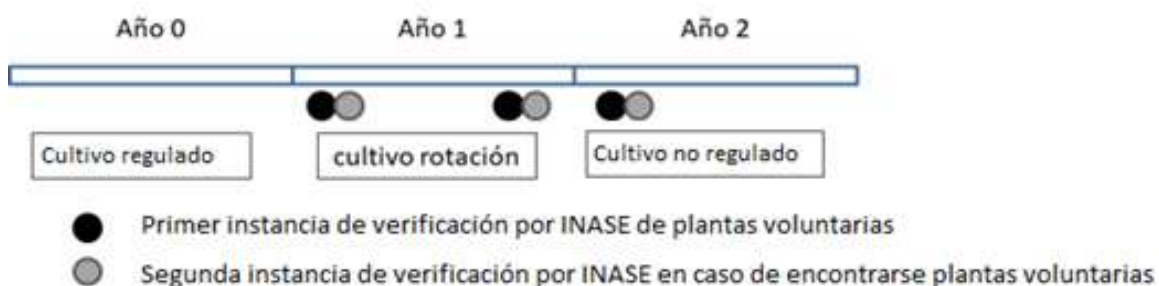 Año 0 Año 1 Año 2
Cultivo regulado cultivo rotación Cultivo no regulado
Primer instancia de verificación por INASE de plantas voluntarias
Segunda instancia de verificación por INASE en caso de encontrarse plantas voluntarias